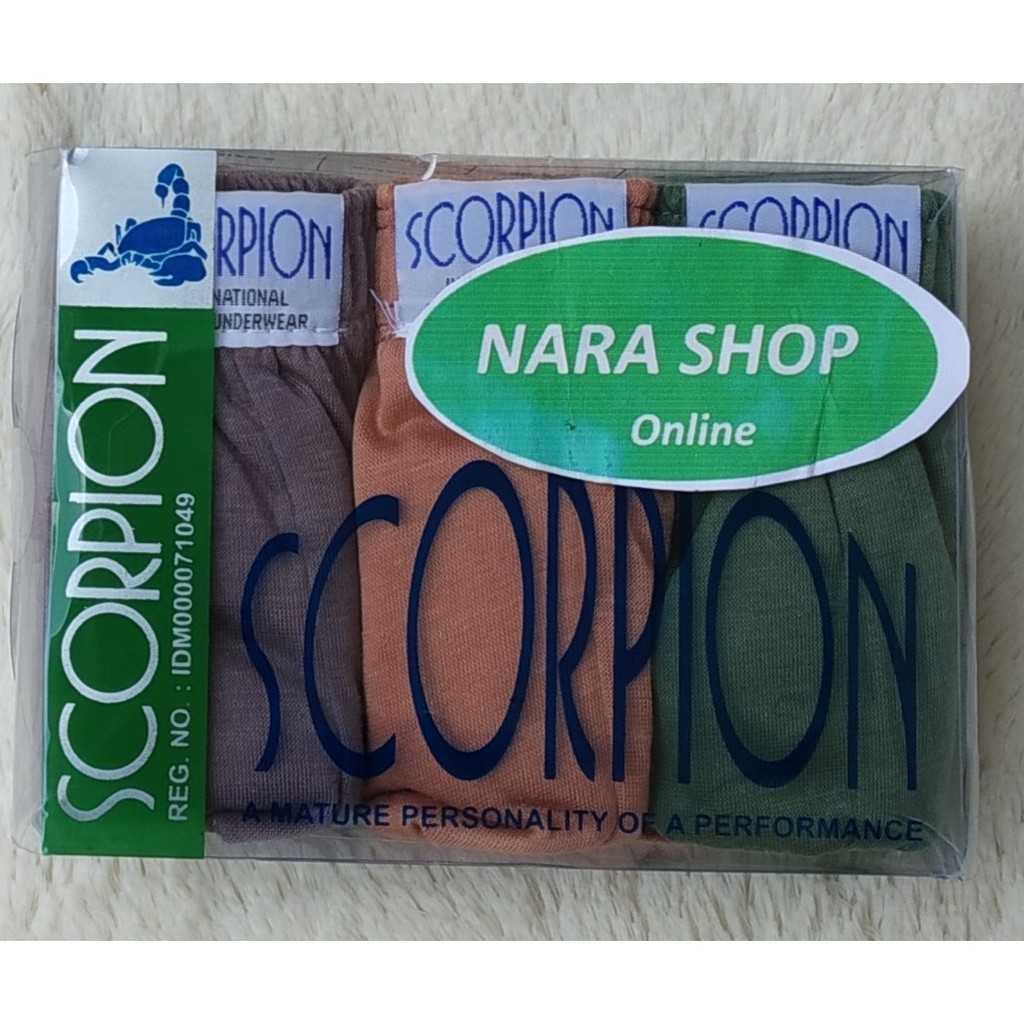 RPION
NATIONAL
UNDERWEAR
SCORPION
SCORPION
NARA SHOP
Online
SCORPION
REG. NO. : IDM000071049
SCORPION
A MATURE PERSONALITY OF A PERFORMANCE